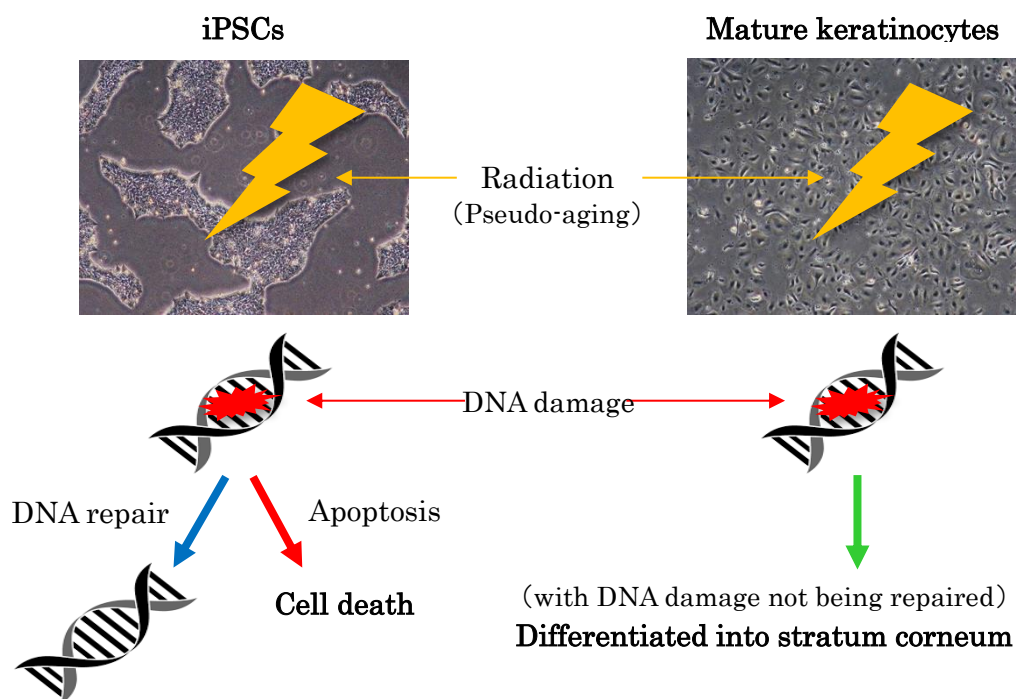 iPSCs
Mature keratinocytes
Radiation
（Pseudo-aging）
DNA damage
DNA repair
Apoptosis
Cell death
（with DNA damage not being repaired）
Differentiated into stratum corneum